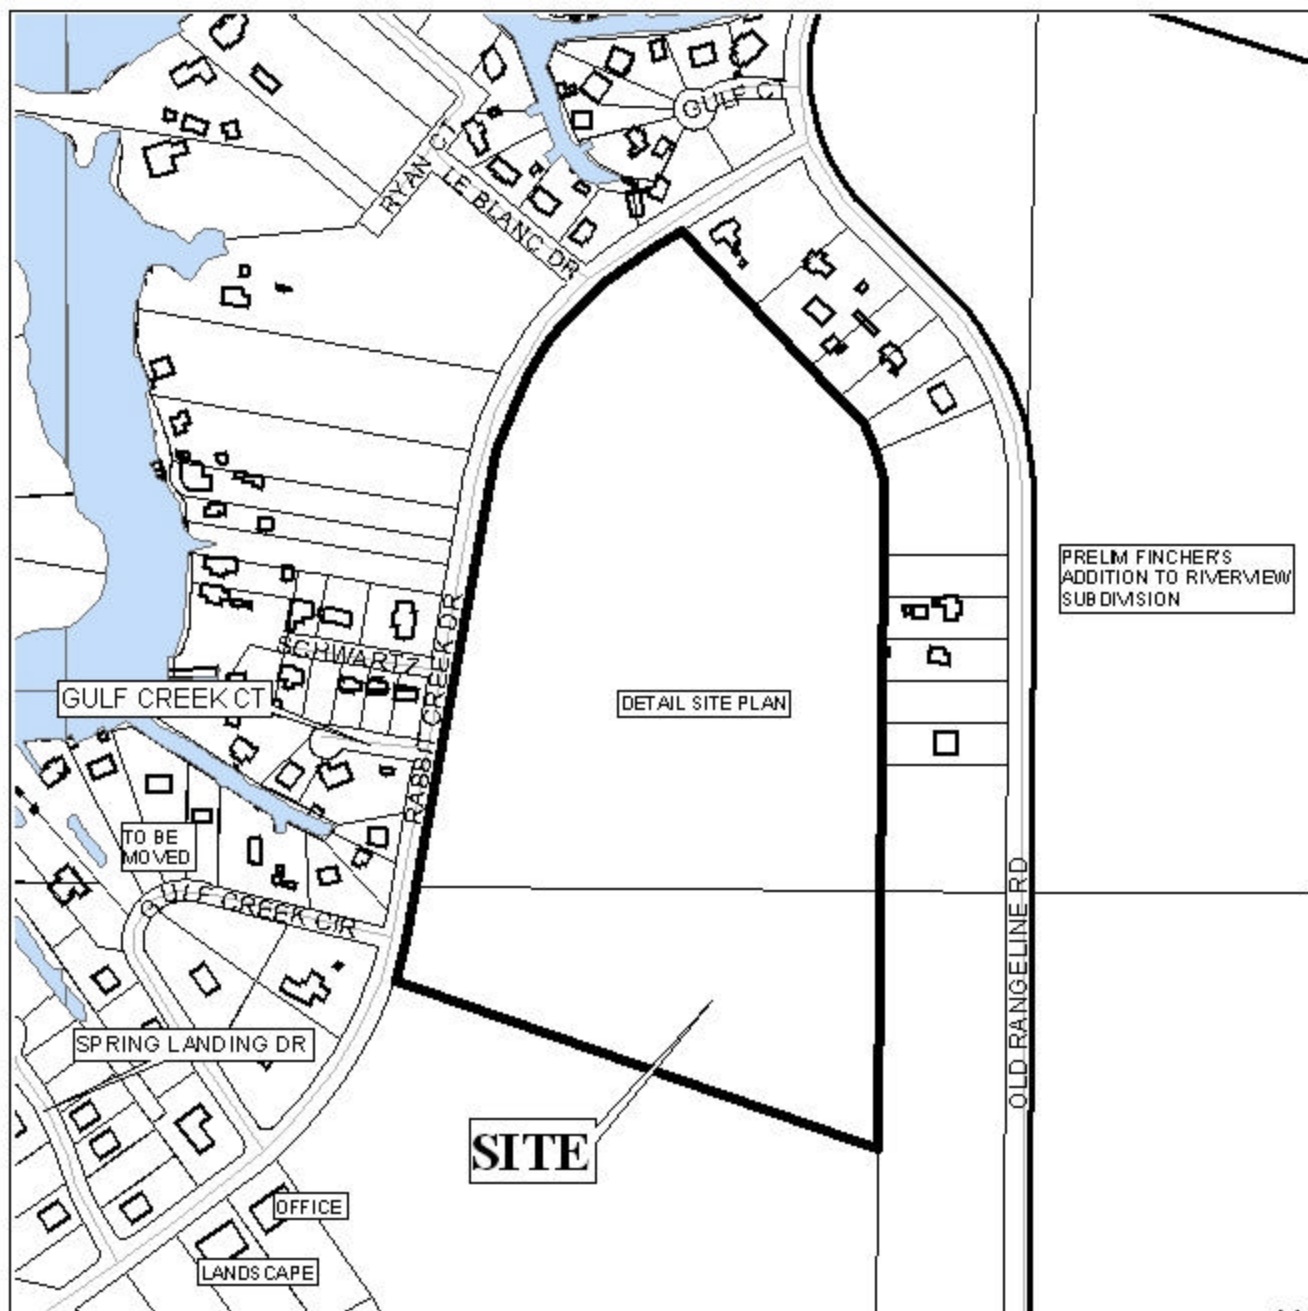 GULF CT
RYAN CT
LE BLANC DR
PRELIM FINCHER'S
ADDITION TO RIVERVIEW
SUBDIVISION
SCHWARTZ
RABBIT CREEK DR
GULF CREEK CT
DETAIL SITE PLAN
TO BE
MOVED
GULF CREEK CIR
OLD RANGELINE RD
SPRING LANDING DR
SITE
OFFICE
LANDSCAPE